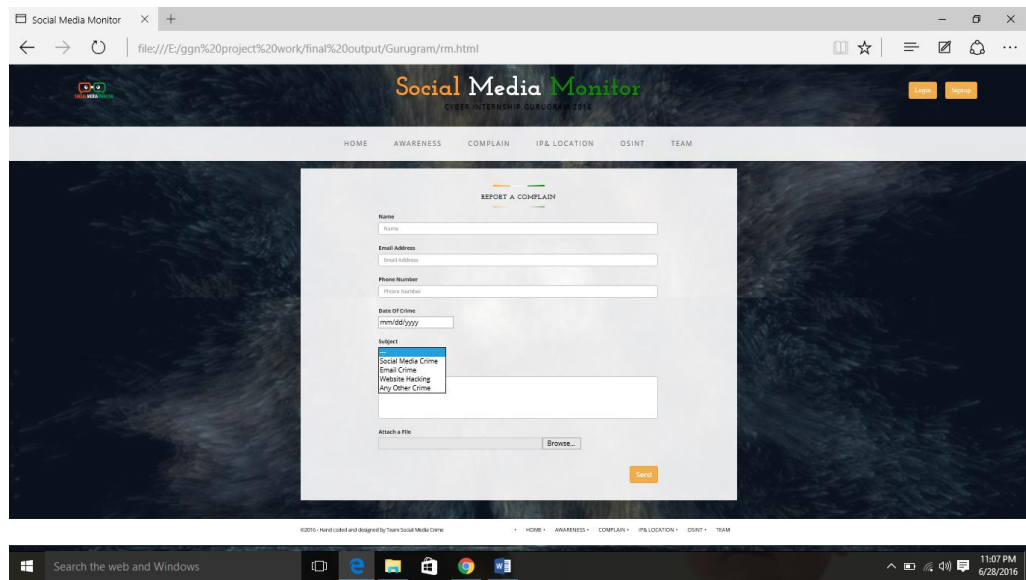 Social Media Monitor
file:///E:/ggn%20project%20work/final%20output/Gurugram/rm.html
Social Media Monitor
CYBER INTERNSHIP GURUGRAM 2016
Logor Signup
HOME AWARENESS COMPLAIN IP& LOCATION OSINT TEAM
REPORT A COMPLAIN
Name
Name
Email Address
Email Address
Phone Number
Phone Number
Date Of Crime
mm/dd/yyyy
Subject
---
Social Media Crime
Email Crime
Website Hacking
Any Other Crime
Attach a File
Browse...
Send
©2016 - Hand coded and designed by Team Social Media Crime
• HOME • AWARENESS • COMPLAIN • IP& LOCATION • OSINT • TEAM
Search the web and Windows
11:07 PM
6/28/2016